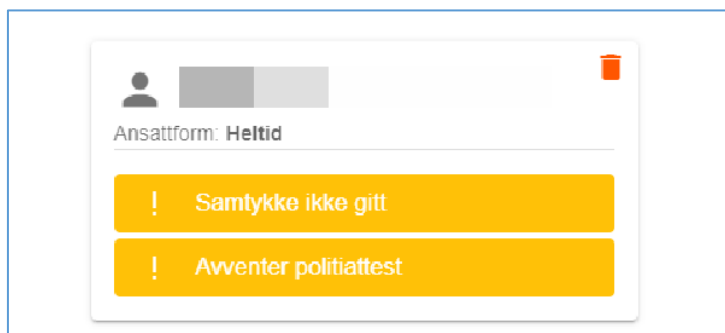 Ansattform: Heltid
! Samtykke ikke gitt
! Avventer politiattest